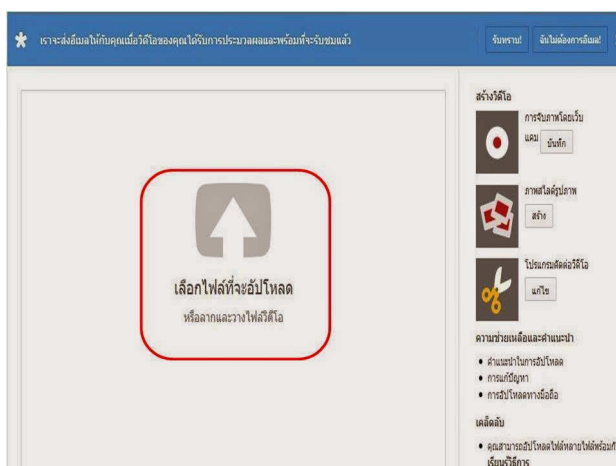 เราจะส่งอีเมลให้กับคุณเมื่อวิดีโอของคุณได้รับการประมวลผลและพร้อมที่จะรับชมแล้ว
รับทราบ!
ฉันไม่ต้องการอีเมล!
เลือกไฟล์ที่จะอัปโหลด
หรือลากและวางไฟล์วิดีโอ
สร้างวิดีโอ
การจับภาพโดยเว็บ
แคม
บันทึก
ภาพสไลด์รูปภาพ
สร้าง
โปรแกรมตัดต่อวิดีโอ
แก้ไข
ความช่วยเหลือและคำแนะนำ
คำแนะนำในการอัปโหลด
การแก้ปัญหา
การอัปโหลดทางมือถือ
เคล็ดลับ
คุณสามารถอัปโหลดไฟล์หลายไฟล์พร้อมกั
เรียนรู้วิธีการ